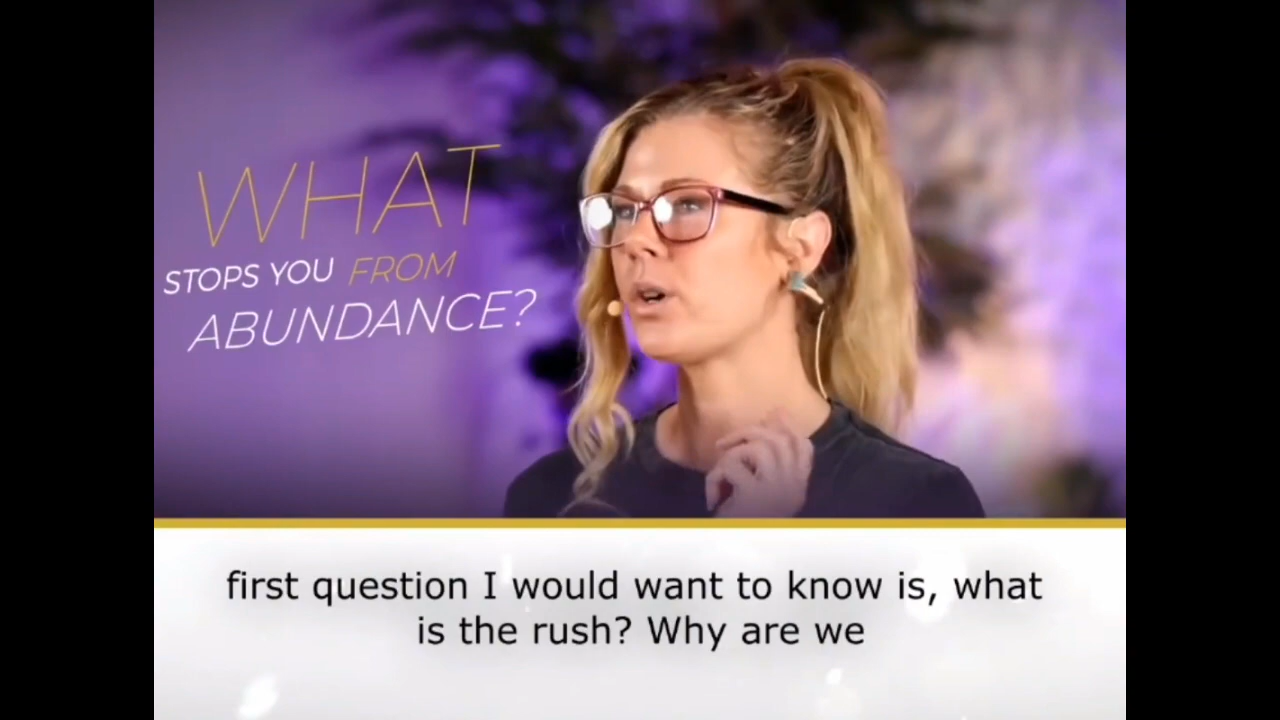 WHAT
STOPS YOU FROM
ABUNDANCE?
first question I would want to know is, what
is the rush? Why are we